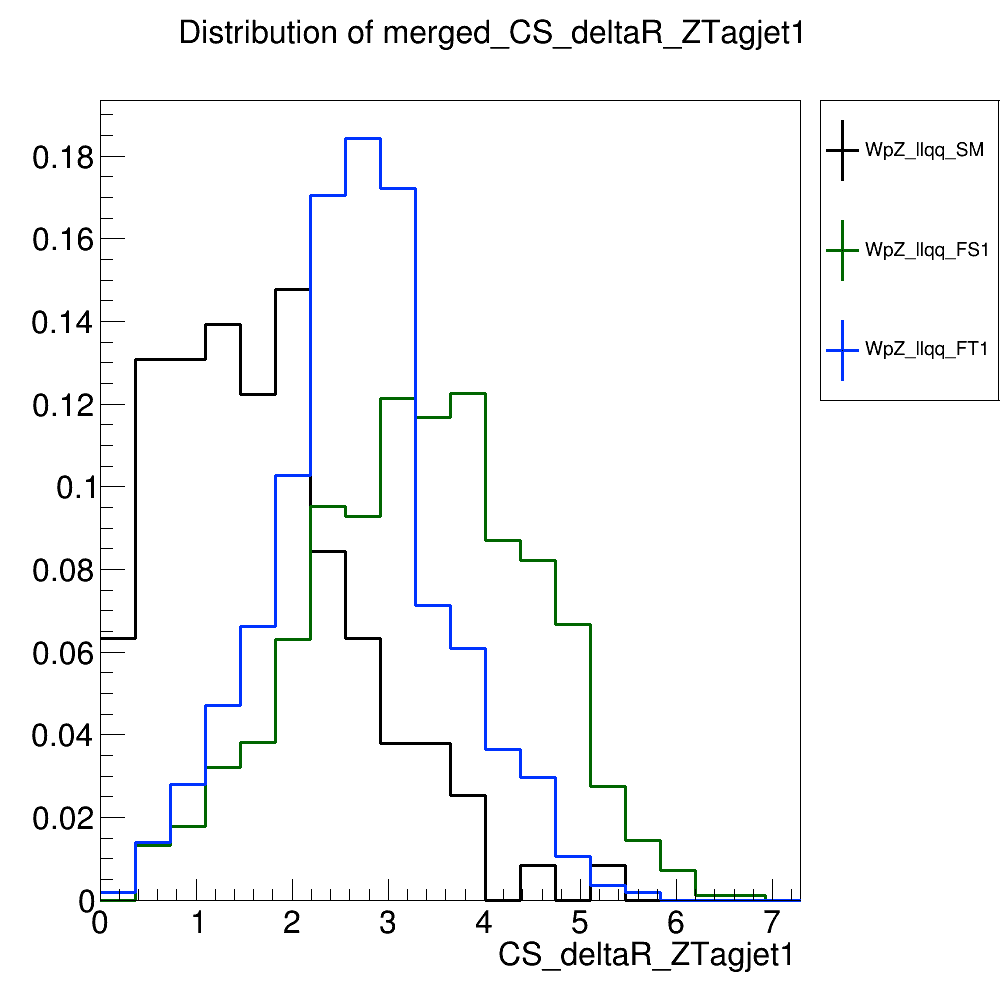 Distribution of merged_CS_deltaR_ZTagjet1
WpZ_llqq_SM
WpZ_llqq_FS1
WpZ_llqq_FT1
0.18
0.16
0.14
0.12
0.1
0.08
0.06
0.04
0.02
0
0 1 2 3 4 5 6 7
CS_deltaR_ZTagjet1